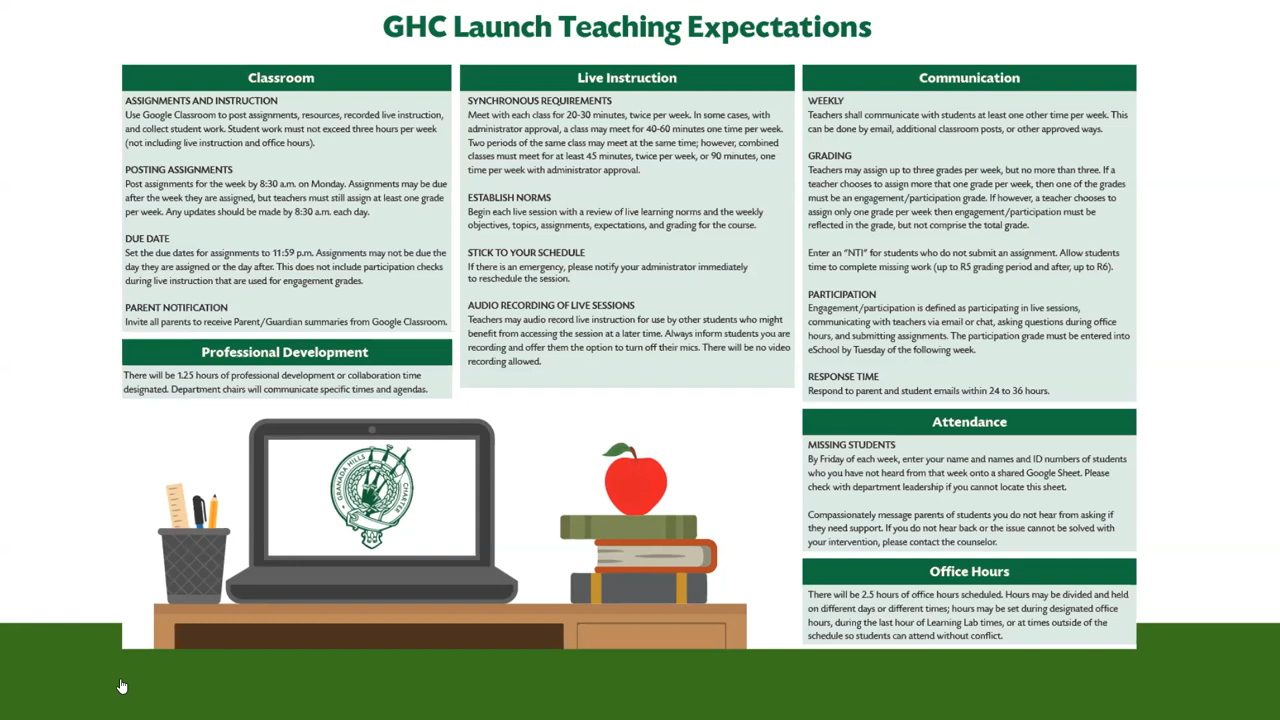 GHC Launch Teaching Expectations
Classroom
ASSIGNMENTS AND INSTRUCTION
Use Google Classroom to post assignments, resources, recorded live instruction,
and collect student work. Student work must not exceed three hours per week
(not including live instruction and office hours).
POSTING ASSIGNMENTS
Post assignments for the week by 8:30 a.m. on Monday. Assignments may be due
after the week they are assigned, but teachers must still assign at least one grade
per week. Any updates should be made by 8:30 a.m. each day.
DUE DATE
Set the due dates for assignments to 11:59 p.m. Assignments may not be due the
day they are assigned or the day after. This does not include participation checks
during live instruction that are used for engagement grades.
PARENT NOTIFICATION
Invite all parents to receive Parent/Guardian summaries from Google Classroom.
Professional Development
There will be 1.25 hours of professional development or collaboration time
designated. Department chairs will communicate specific times and agendas.
Live Instruction
SYNCHRONOUS REQUIREMENTS
Meet with each class for 20-30 minutes, twice per week. In some cases, with
administrator approval, a class may meet for 40-60 minutes one time per week.
Two periods of the same class may meet at the same time; however, combined
classes must meet for at least 45 minutes, twice per week, or 90 minutes, one
time per week with administrator approval.
ESTABLISH NORMS
Begin each live session with a review of live learning norms and the weekly
objectives, topics, assignments, expectations, and grading for the course.
STICK TO YOUR SCHEDULE
If there is an emergency, please notify your administrator immediately
to reschedule the session.
AUDIO RECORDING OF LIVE SESSIONS
Teachers may audio record live instruction for use by other students who might
benefit from accessing the session at a later time. Always inform students you are
recording and offer them the option to turn off their mics. There will be no video
recording allowed.
Communication
WEEKLY
Teachers shall communicate with students at least one other time per week. This
can be done by email, additional classroom posts, or other approved ways.
GRADING
Teachers may assign up to three grades per week, but no more than three. If a
teacher chooses to assign more that one grade per week, then one of the grades
must be an engagement/participation grade. If however, a teacher chooses to
assign only one grade per week then engagement/participation must be
reflected in the grade, but not comprise the total grade.
Enter an "NTI" for students who do not submit an assignment. Allow students
time to complete missing work (up to R5 grading period and after, up to R6).
PARTICIPATION
Engagement/participation is defined as participating in live sessions,
communicating with teachers via email or chat, asking questions during office
hours, and submitting assignments. The participation grade must be entered into
eSchool by Tuesday of the following week.
RESPONSE TIME
Respond to parent and student emails within 24 to 36 hours.
Attendance
MISSING STUDENTS
By Friday of each week, enter your name and names and ID numbers of students
who you have not heard from that week onto a shared Google Sheet. Please
check with department leadership if you cannot locate this sheet.
Compassionately message parents of students you do not hear from asking if
they need support. If you do not hear back or the issue cannot be solved with
your intervention, please contact the counselor.
Office Hours
There will be 2.5 hours of office hours scheduled. Hours may be divided and held
on different days or different times; hours may be set during designated office
hours, during the last hour of Learning Lab times, or at times outside of the
schedule so students can attend without conflict.
GRANADA HILLS
CHARTER